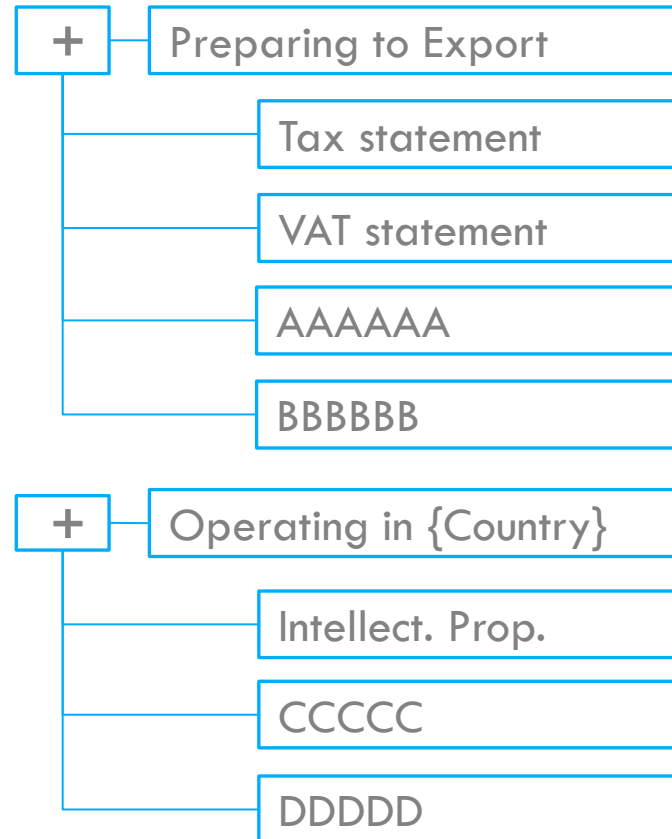 + Preparing to Export
Tax statement
VAT statement
AAAAAA
BBBBBB
+ Operating in {Country}
Intellect. Prop.
CCCCC
DDDDD